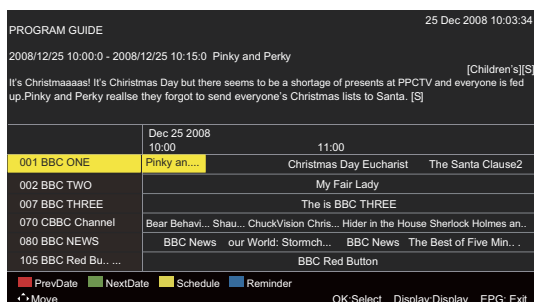 PROGRAM GUIDE
25 Dec 2008 10:03:34
2008/12/25 10:00:0 - 2008/12/25 10:15:0 Pinky and Perky
[Children's][S]
It's Christmaaaas! It's Chiristmas Day but there seems to be a shortage of presents at PPCTV and everyone is fed
up.Pinky and Perky reallse they forgot to send everyone's Christmas lists to Santa. [S]
Dec 25 2008
10:00 11:00
001 BBC ONE Pinky an.... Christmas Day Eucharist The Santa Clause2
002 BBC TWO My Fair Lady
007 BBC THREE The is BBC THREE
070 CBBC Channel Bear Behavi... Shau... ChuckVision Chris... Hider in the House Sherlock Holmes an..
080 BBC NEWS BBC News our World: Stormch... BBC News The Best of Five Min.. .
105 BBC Red Bu.. ... BBC Red Button
PrevDate NextDate Schedule Reminder
Move OK:Select Display:Display EPG: Exit